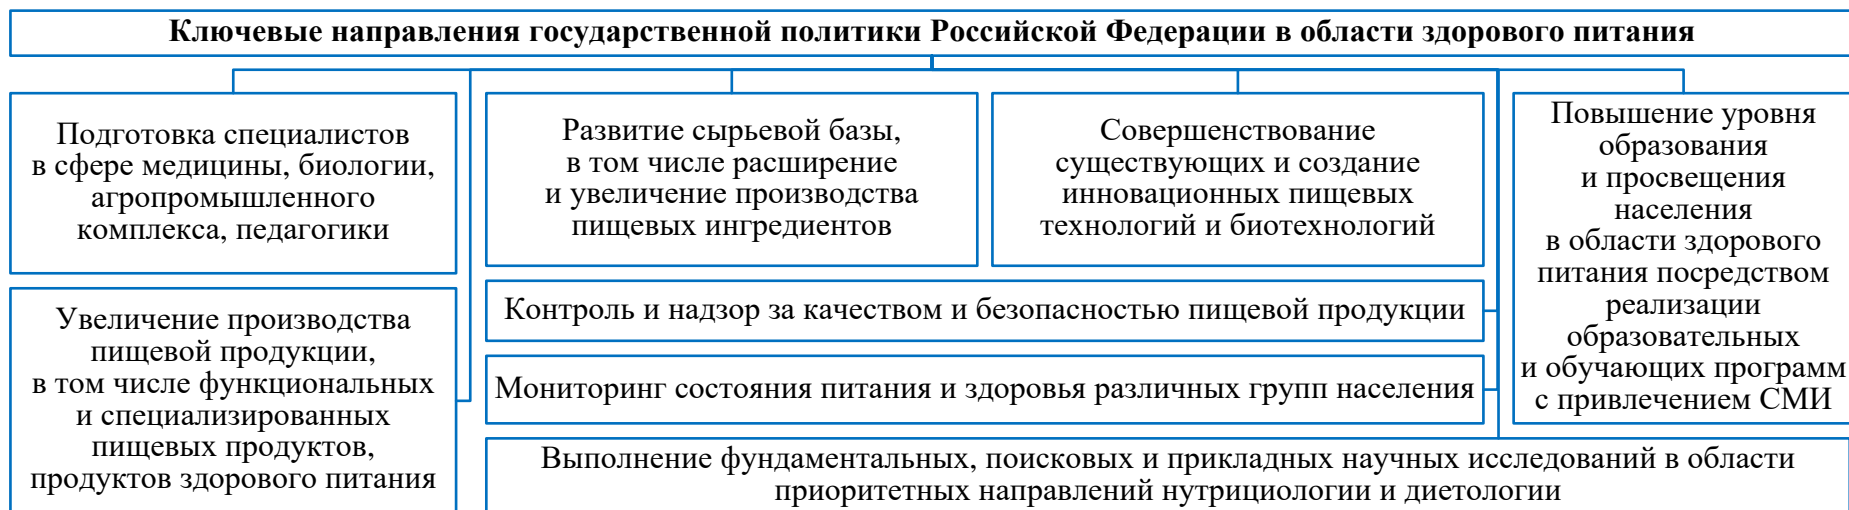 Ключевые направления государственной политики Российской Федерации в области здорового питания
Подготовка специалистов
в сфере медицины, биологии,
агропромышленного
комплекса, педагогики
Развитие сырьевой базы,
в том числе расширение
и увеличение производства
пищевых ингредиентов
Совершенствование
существующих и создание
инновационных пищевых
технологий и биотехнологий
Повышение уровня
образования
и просвещения
населения
в области здорового
питания посредством
реализации
образовательных
и обучающих программ
с привлечением СМИ
Увеличение производства
пищевой продукции,
в том числе функциональных
и специализированных
пищевых продуктов,
продуктов здорового питания
Контроль и надзор за качеством и безопасностью пищевой продукции
Мониторинг состояния питания и здоровья различных групп населения
Выполнение фундаментальных, поисковых и прикладных научных исследований в области
приоритетных направлений нутрициологии и диетологии